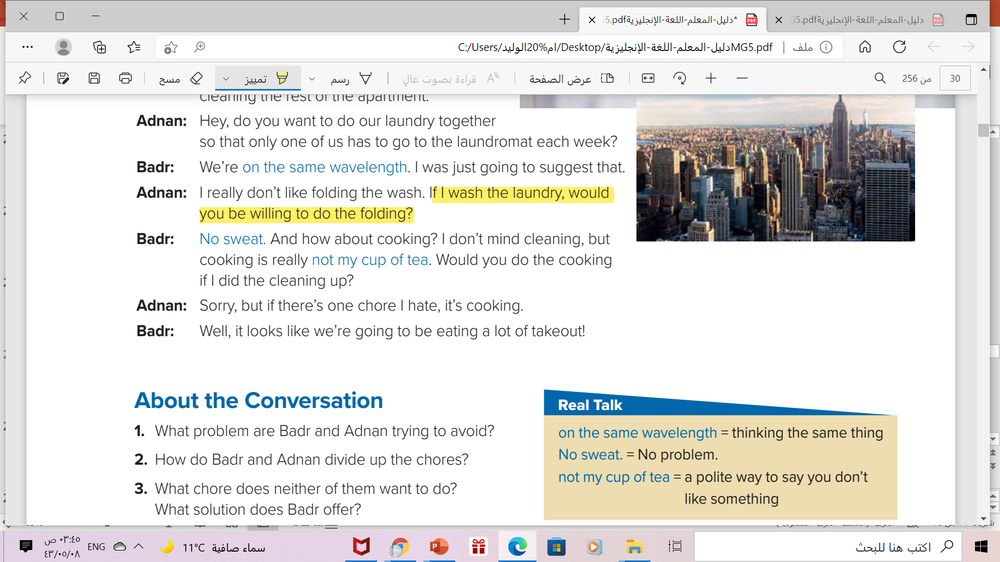 *دليل-المعلم-اللغة-الإنجليزية5.pdf
دليل-المعلم-اللغة-الإنجليزيةG5.pdf
C:/Users/ام%20الوليد/Desktop/دليل-المعلم-اللغة-الإنجليزيةMG5.pdf
ملف
مسح
تمييز
رسم
قراءة بصوت عالٍ
عرض الصفحة
من 256
30
cleaning the rest of the apartment.
Adnan: Hey, do you want to do our laundry together
so that only one of us has to go to the laundromat each week?
Badr: We’re on the same wavelength. I was just going to suggest that.
Adnan: I really don’t like folding the wash. If I wash the laundry, would
you be willing to do the folding?
Badr: No sweat. And how about cooking? I don’t mind cleaning, but
cooking is really not my cup of tea. Would you do the cooking
if I did the cleaning up?
Adnan: Sorry, but if there’s one chore I hate, it’s cooking.
Badr: Well, it looks like we’re going to be eating a lot of takeout!
About the Conversation
1. What problem are Badr and Adnan trying to avoid?
2. How do Badr and Adnan divide up the chores?
3. What chore does neither of them want to do?
What solution does Badr offer?
Real Talk
on the same wavelength = thinking the same thing
No sweat. = No problem.
not my cup of tea = a polite way to say you don’t
like something
٠٣:٤٥ ص
٤٣/٠٥/٠٨
ENG
11°C سماء صافية
اكتب هنا للبحث